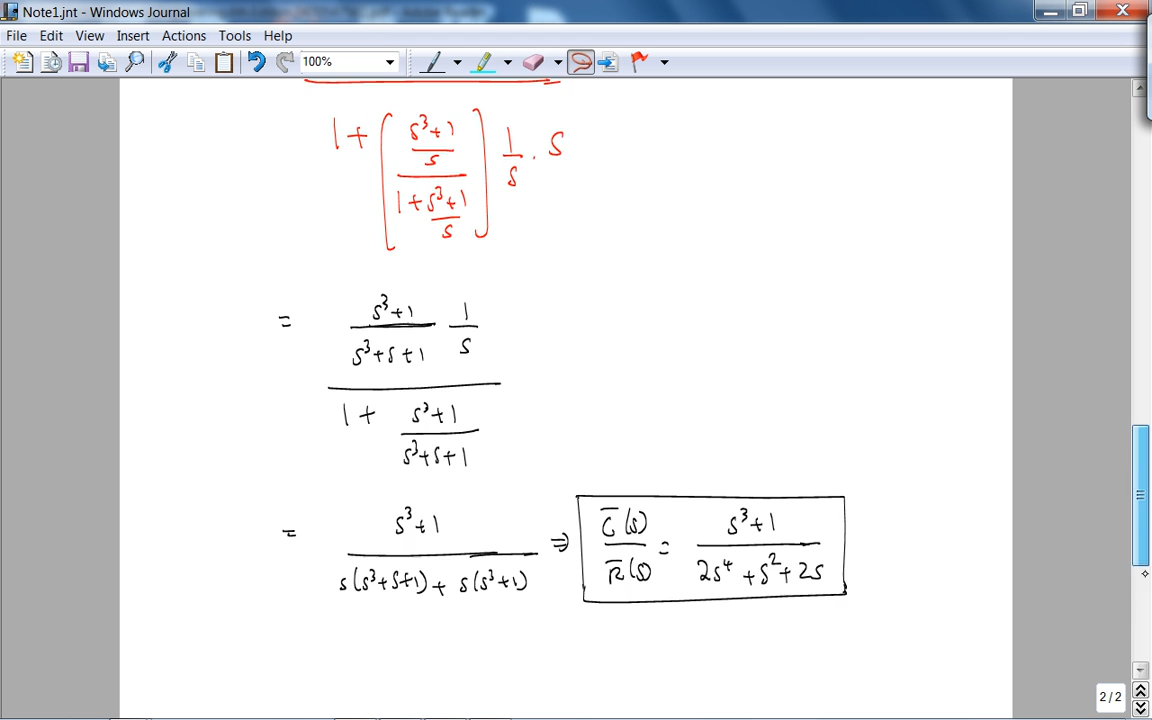 Note1.jnt - Windows Journal
File Edit View Insert Actions Tools Help
100%
1 + [ ((s³+1)/s) / (1 + (s³+1)/s) ] 1/s . s
= ( (s³+1)/(s³+s+1) 1/s ) / ( 1 + (s³+1)/(s³+s+1) )
= (s³+1) / (s(s³+s+1) + s(s³+1)) ⇒ C̅(s)/R̅(s) = (s³+1) / (2s⁴+s²+2s)
2/2